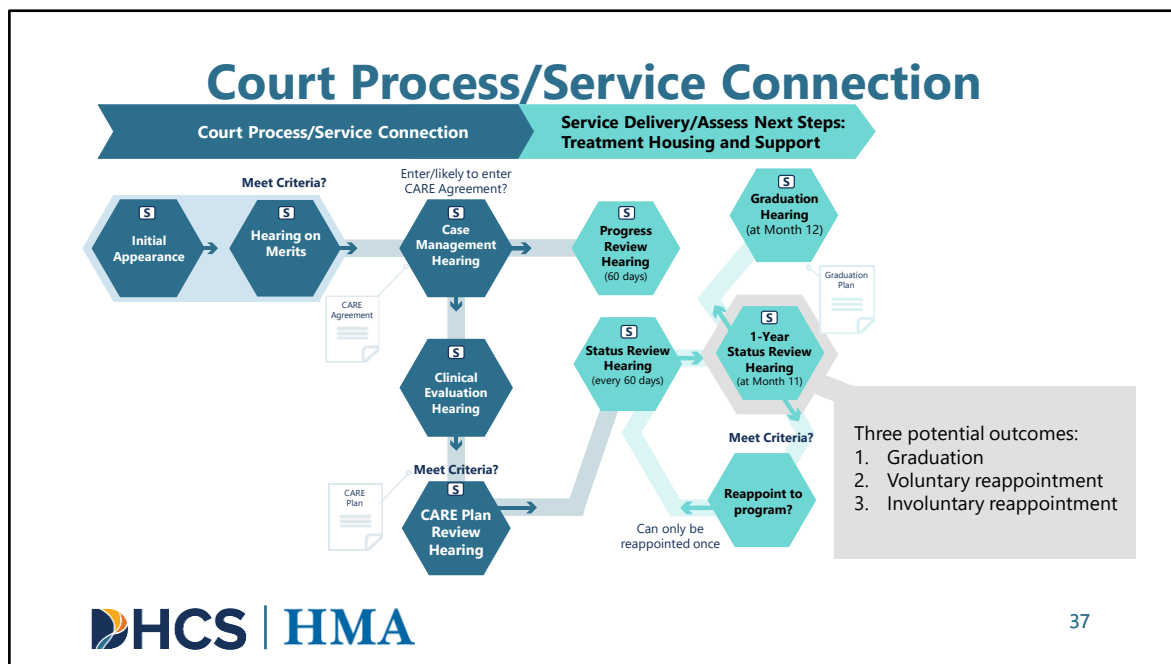 Court Process/Service Connection
Court Process/Service Connection
Service Delivery/Assess Next Steps:
Treatment Housing and Support
Meet Criteria?
Enter/likely to enter
CARE Agreement?
S
Initial
Appearance
S
Hearing on
Merits
S
Case
Management
Hearing
S
Progress
Review
Hearing
(60 days)
S
Graduation
Hearing
(at Month 12)
CARE
Agreement
Graduation
Plan
S
Clinical
Evaluation
Hearing
S
Status Review
Hearing
(every 60 days)
S
1-Year
Status Review
Hearing
(at Month 11)
Meet Criteria?
CARE
Plan
S
CARE Plan
Review
Hearing
Meet Criteria?
Reappoint to
program?
Can only be
reappointed once
Three potential outcomes:
1. Graduation
2. Voluntary reappointment
3. Involuntary reappointment
DHCS | HMA
37